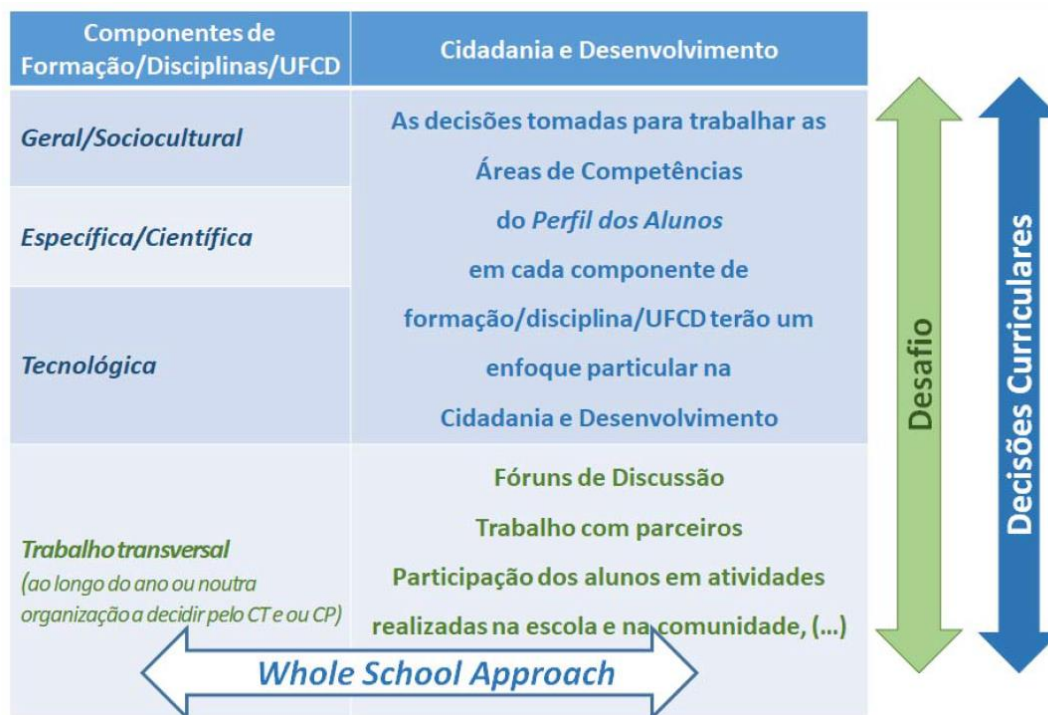 Componentes de
Formação/Disciplinas/UFCD
Cidadania e Desenvolvimento
Geral/Sociocultural
Específica/Científica
Tecnológica
As decisões tomadas para trabalhar as
Áreas de Competências
do Perfil dos Alunos
em cada componente de
formação/disciplina/UFCD terão um
enfoque particular na
Cidadania e Desenvolvimento
Trabalho transversal
(ao longo do ano ou noutra
organização a decidir pelo CT e ou CP)
Fóruns de Discussão
Trabalho com parceiros
Participação dos alunos em atividades
realizadas na escola e na comunidade, (...)
Whole School Approach
Desafio
Decisões Curriculares